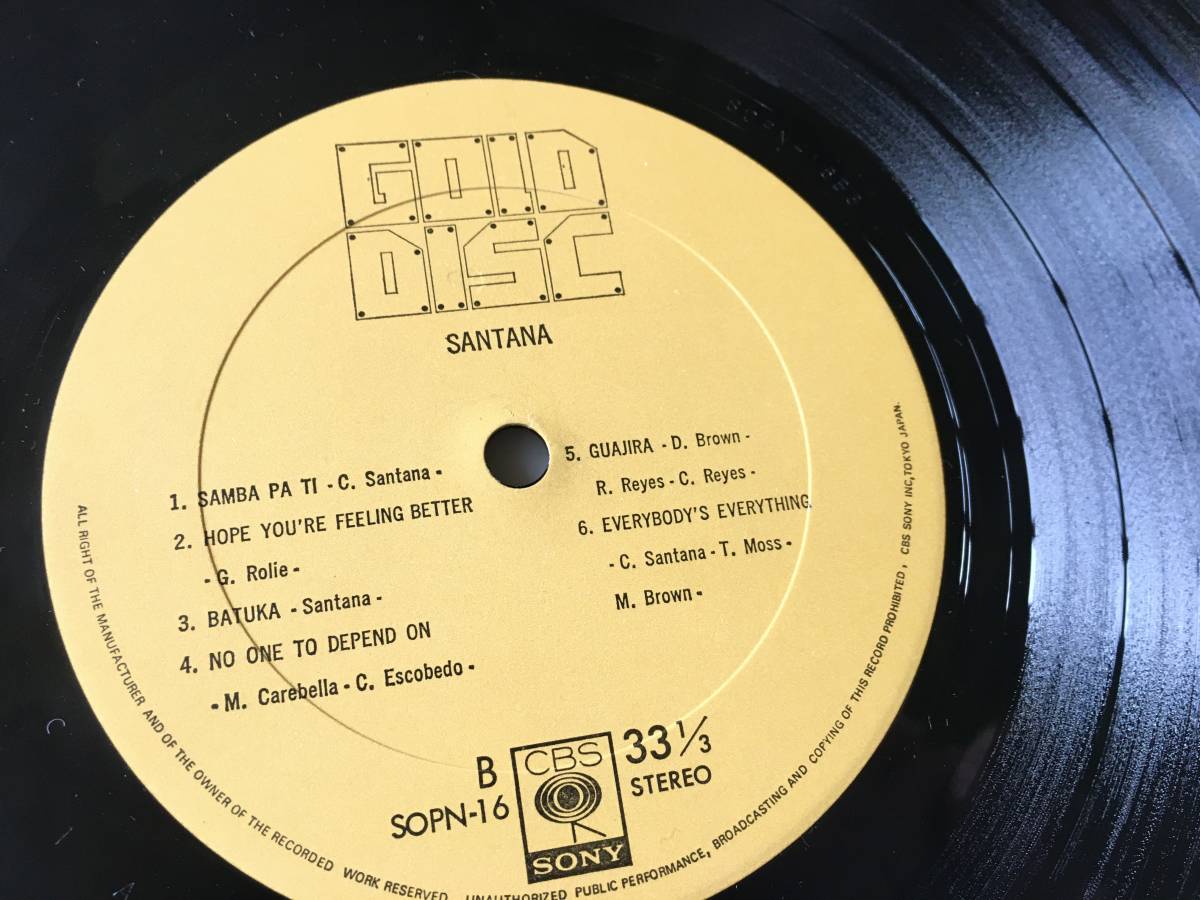 GOLD
DISC
SANTANA
1. SAMBA PA TI - C. Santana -
2. HOPE YOU'RE FEELING BETTER
- G. Rolie -
3. BATUKA - Santana -
4. NO ONE TO DEPEND ON
- M. Carebella - C. Escobedo -
5. GUAJIRA - D. Brown -
R. Reyes - C. Reyes -
6. EVERYBODY'S EVERYTHING
- C. Santana - T. Moss -
M. Brown -
B
SOPN-16
CBS
SONY
33 1/3
STEREO
ALL RIGHT OF THE MANUFACTURER AND OF THE OWNER OF THE RECORDED WORK RESERVED. UNAUTHORIZED PUBLIC PERFORMANCE, BROADCASTING AND COPYING OF THIS RECORD PROHIBITED, CBS SONY INC, TOKYO JAPAN.